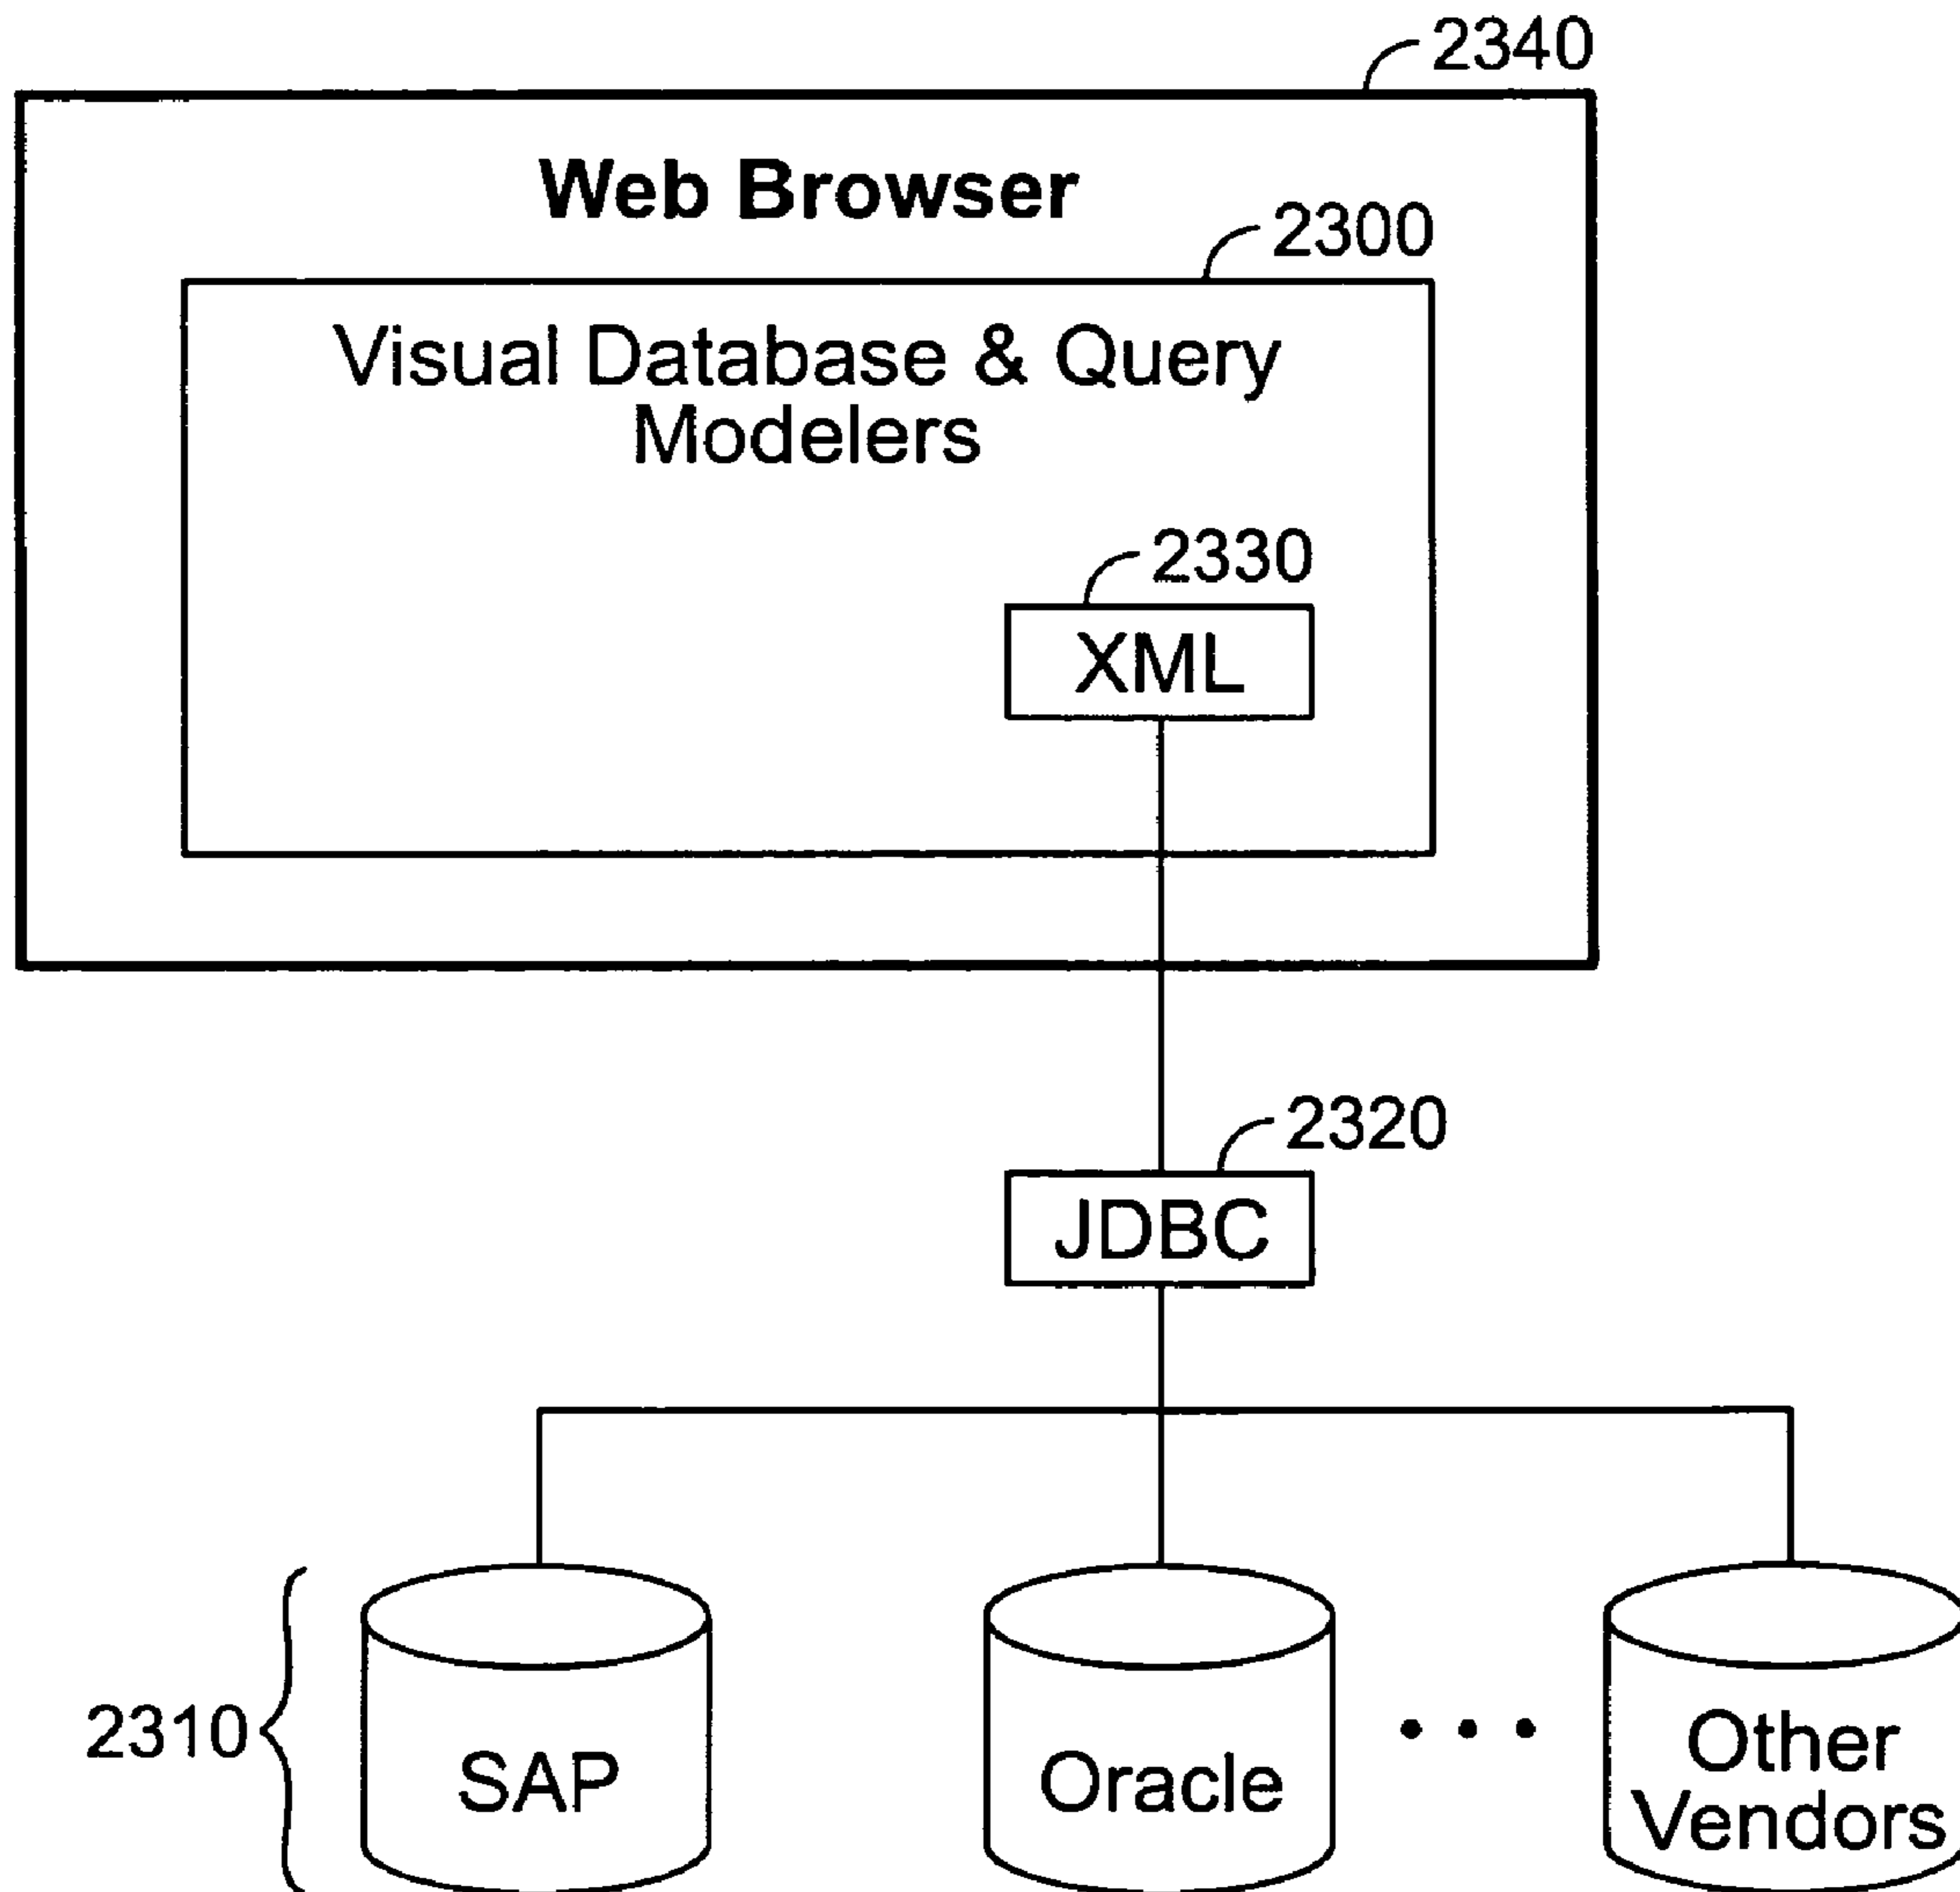 2340
Web Browser
2300
Visual Database & Query
Modelers
2330
XML
2320
JDBC
2310
SAP
Oracle
• • •
Other
Vendors